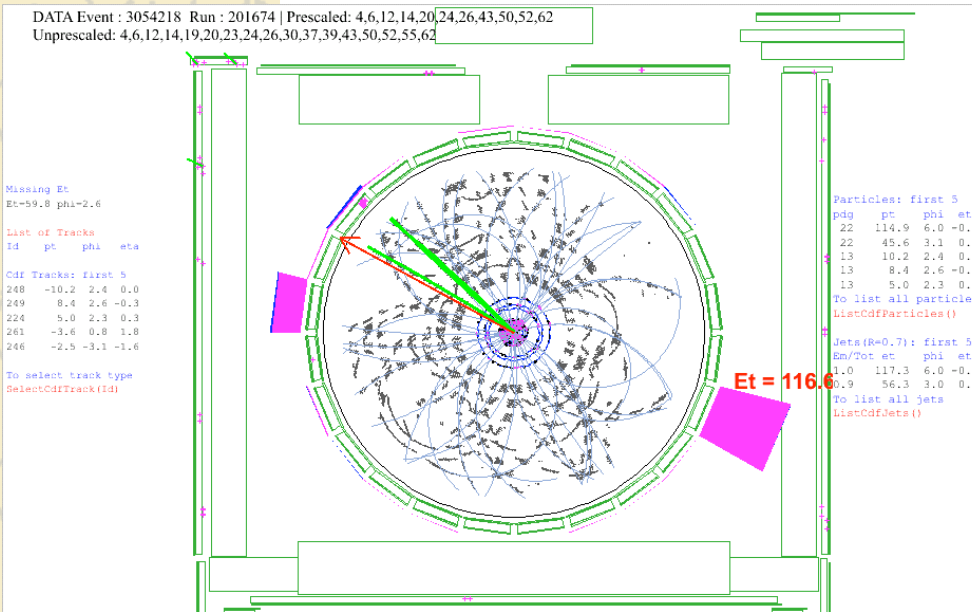 DATA Event : 3054218 Run : 201674 | Prescaled: 4,6,12,14,20,24,26,43,50,52,62
Unprescaled: 4,6,12,14,19,20,23,24,26,30,37,39,43,50,52,55,62
Missing Et
Et=59.8 phi=2.6
List of Tracks
Id pt phi eta
Cdf Tracks: first 5
248 -10.2 2.4 0.0
249 8.4 2.6 -0.3
224 5.0 2.3 0.3
261 -3.6 0.8 1.8
246 -2.5 -3.1 -1.6
To select track type
SelectCdfTrack(Id)
Particles: first 5
pdg pt phi et
22 114.9 6.0 -0.
22 45.6 3.1 0.
13 10.2 2.4 0.
13 8.4 2.6 -0.
13 5.0 2.3 0.
To list all particle
ListCdfParticles()
Jets(R=0.7): first 5
Em/Tot et phi et
1.0 117.3 6.0 -0.
0.9 56.3 3.0 0.
To list all jets
ListCdfJets()
Et = 116.6